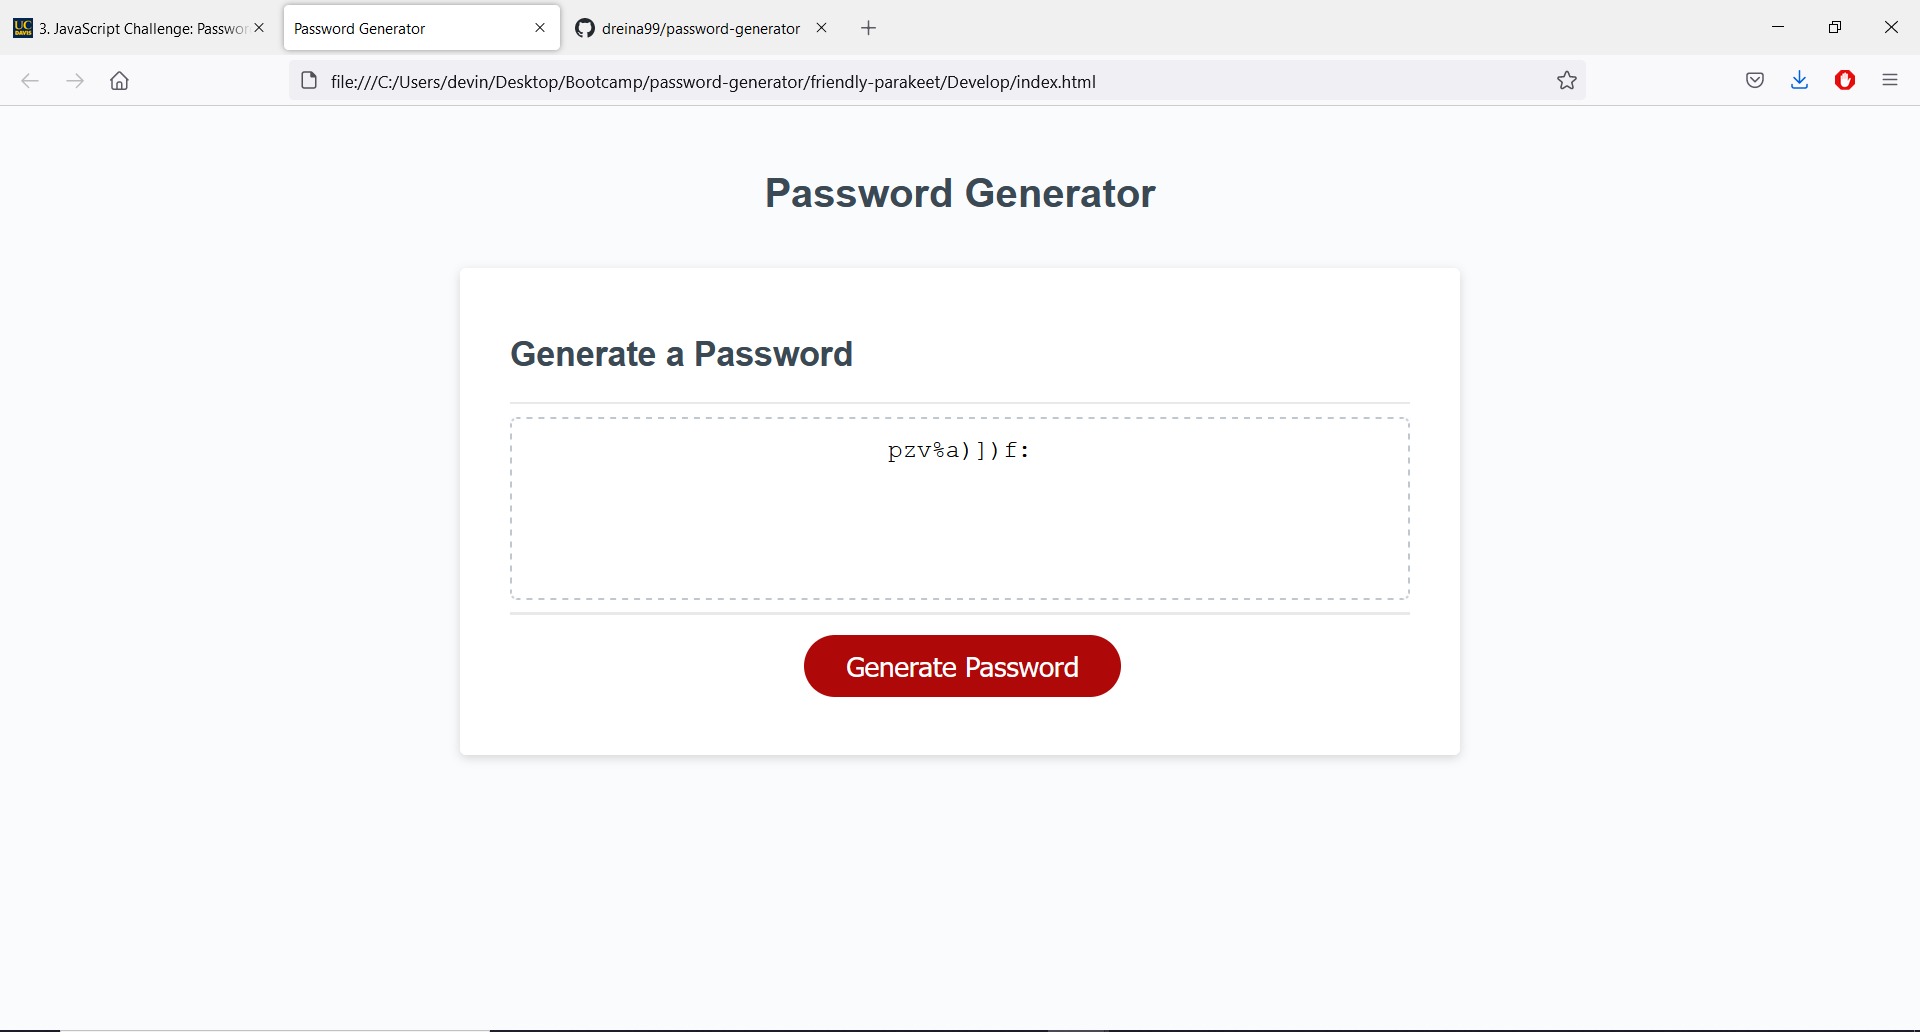 UC DAVIS 3. JavaScript Challenge: Passwor
Password Generator
dreina99/password-generator
file:///C:/Users/devin/Desktop/Bootcamp/password-generator/friendly-parakeet/Develop/index.html
Password Generator
Generate a Password
pzv%a)])f:
Generate Password